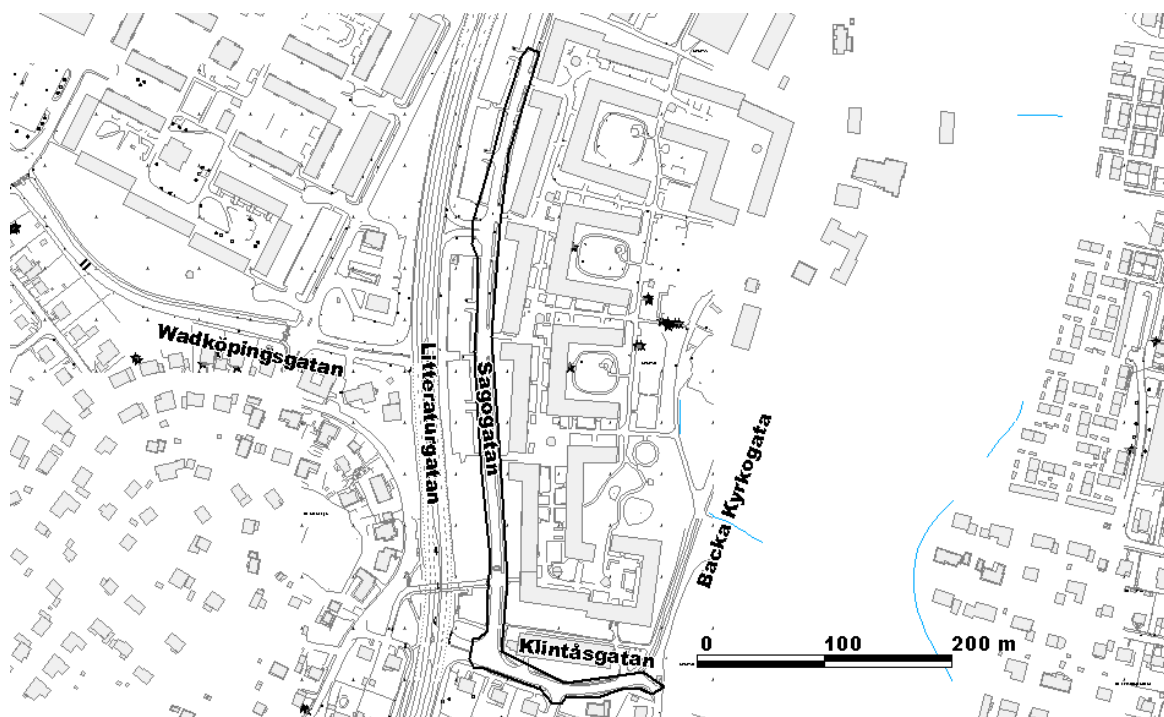 Wadköpingsgatan
Litteraturgatan
Sagogatan
Backa Kyrkogata
Klintåsgatan
0 100 200 m